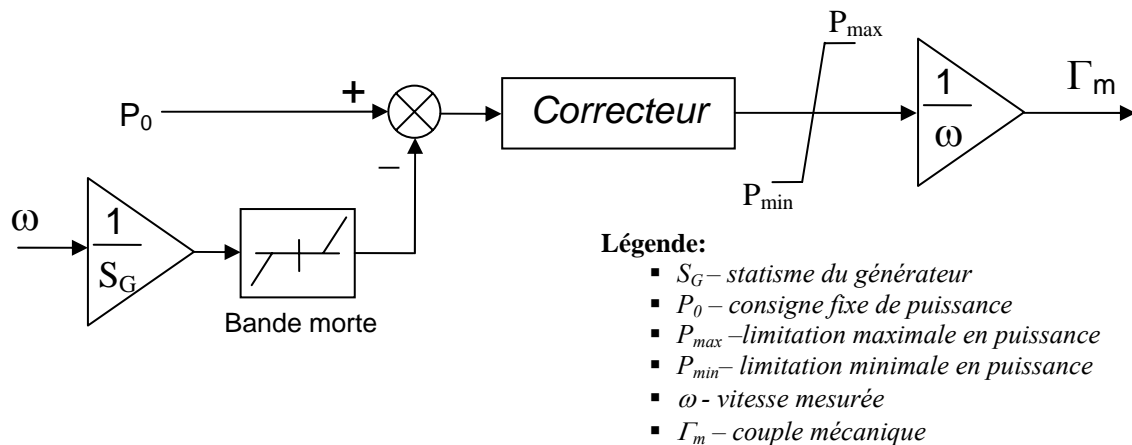 P_max
1
ω
Γ_m
+
P_0
Correcteur
–
P_min
ω
1
S_G
Bande morte
Légende:
▪ S_G – statisme du générateur
▪ P_0 – consigne fixe de puissance
▪ P_max –limitation maximale en puissance
▪ P_min– limitation minimale en puissance
▪ ω - vitesse mesurée
▪ Γ_m – couple mécanique